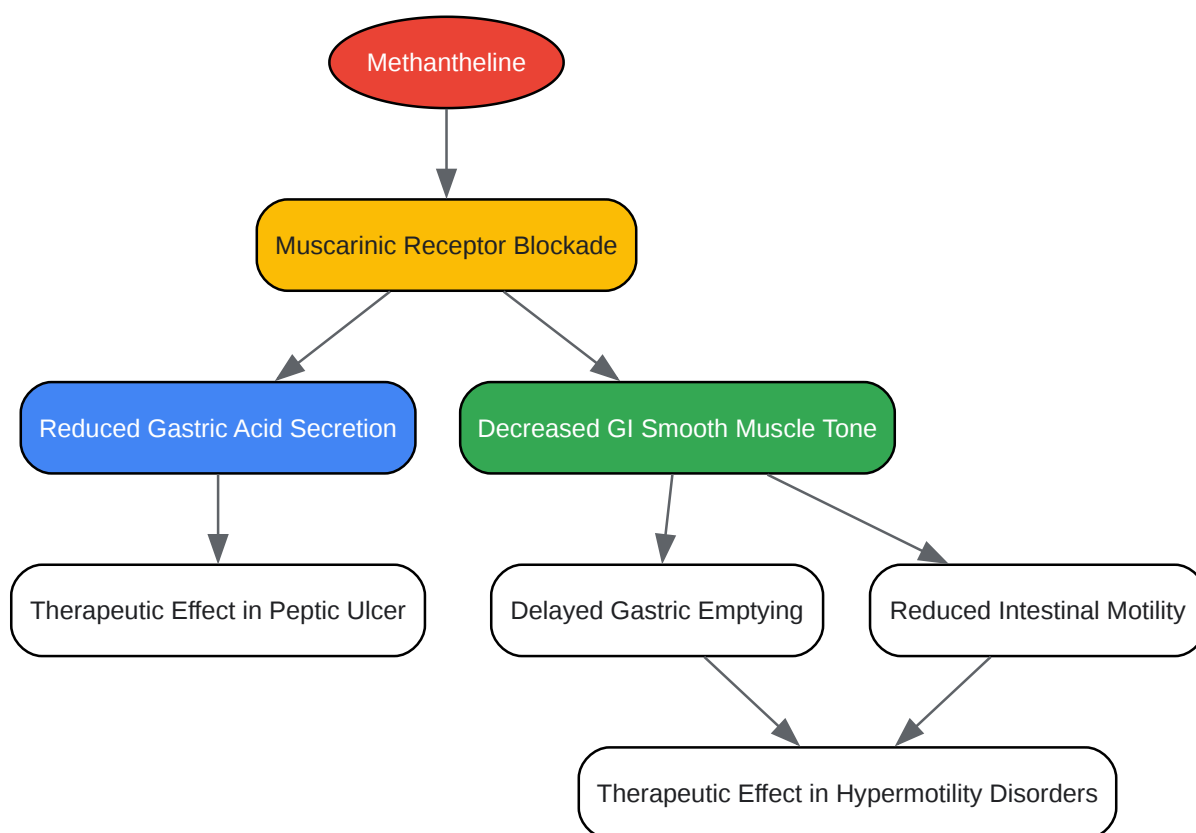 Methantheline
Muscarinic Receptor Blockade
Reduced Gastric Acid Secretion
Decreased GI Smooth Muscle Tone
Therapeutic Effect in Peptic Ulcer
Delayed Gastric Emptying
Reduced Intestinal Motility
Therapeutic Effect in Hypermotility Disorders